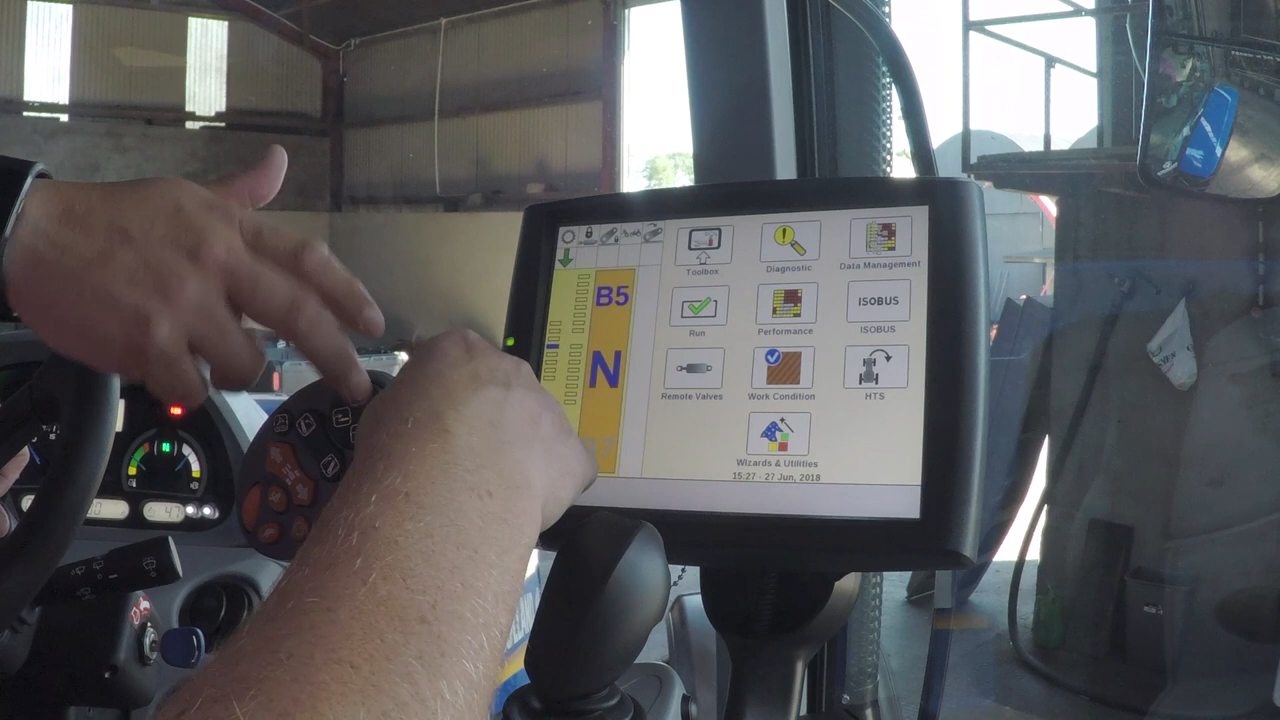 B5
N
Toolbox
Diagnostic
Data Management
Run
Performance
ISOBUS
ISOBUS
Remote Valves
Work Condition
HTS
Wizards & Utilities
15:27 - 27 Jun, 2018
N